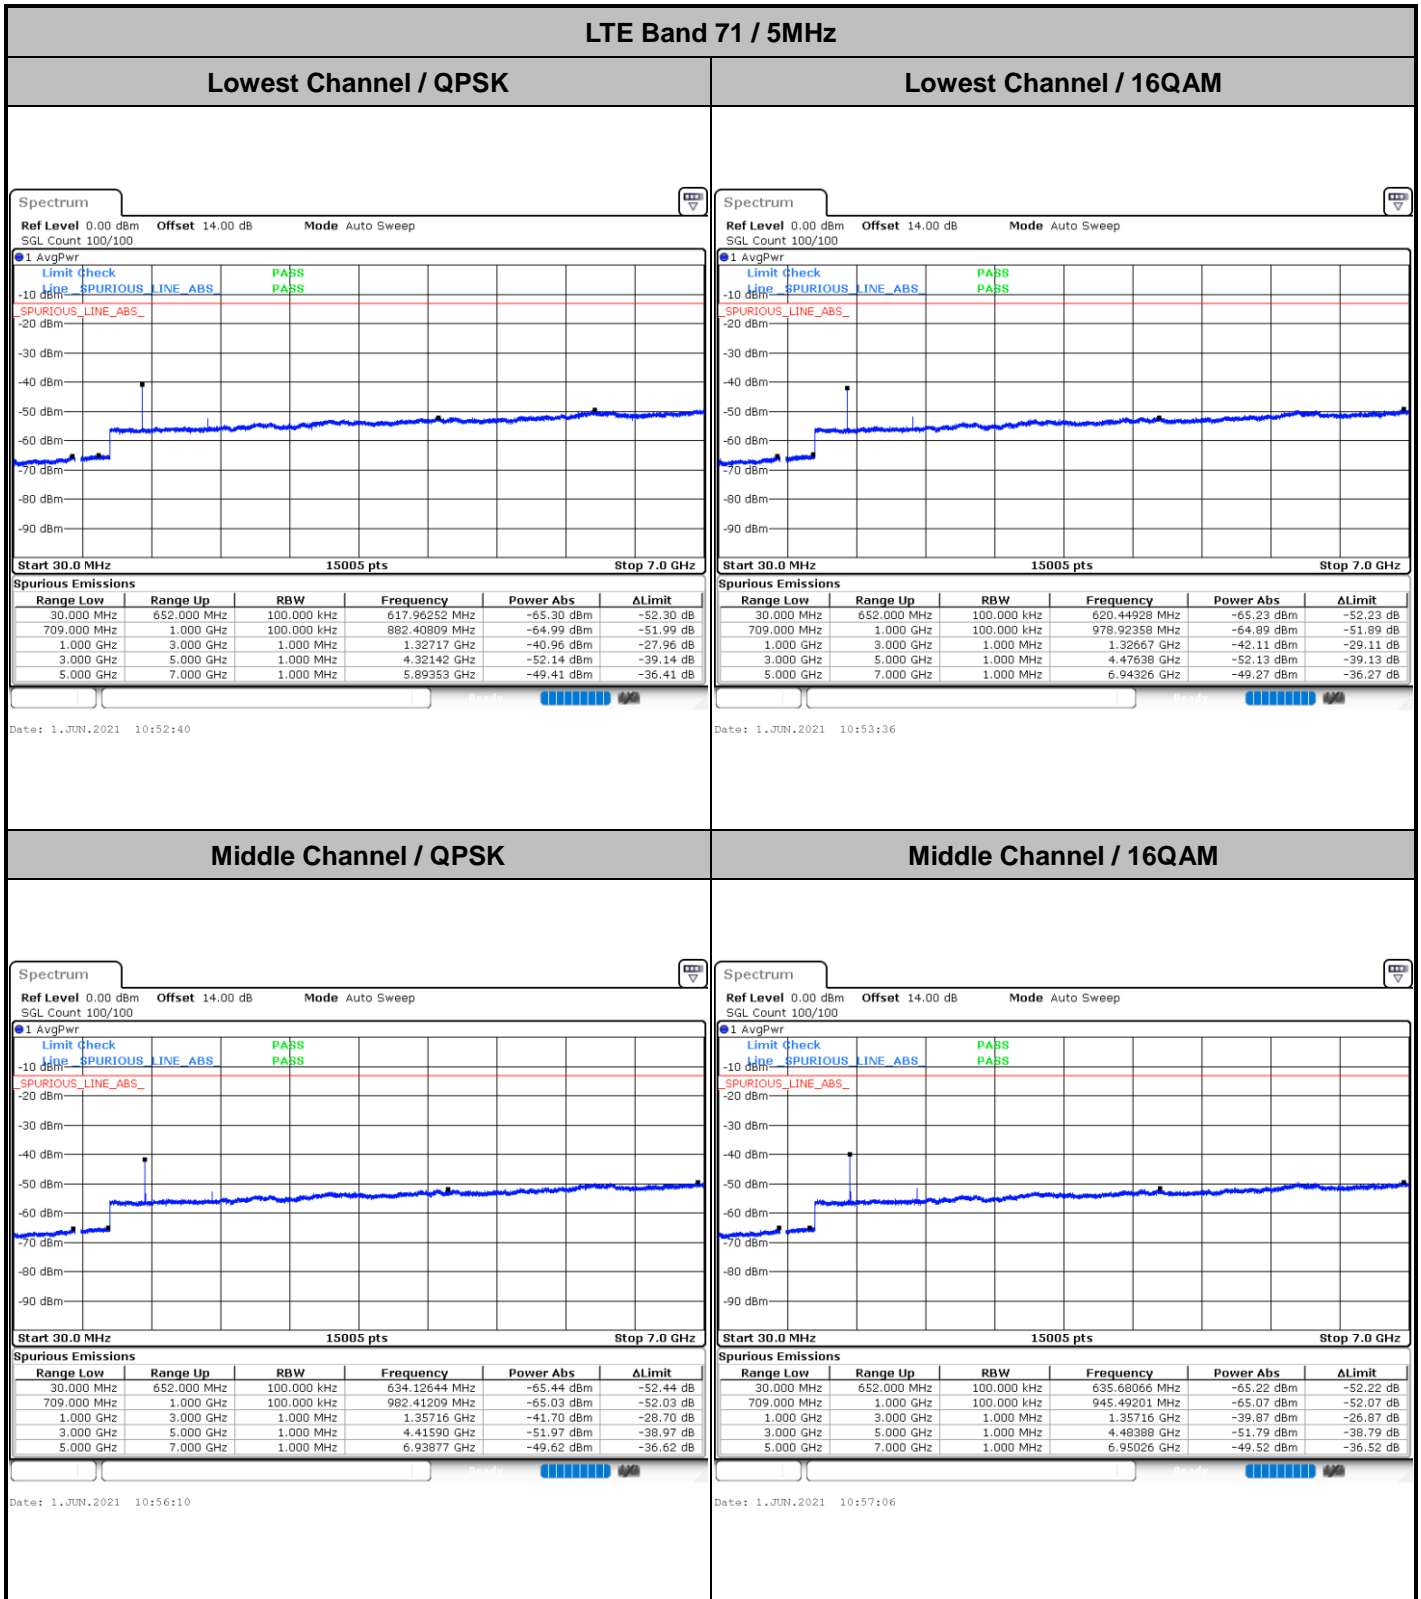 LTE Band 71 / 5MHz
Lowest Channel / QPSK
Lowest Channel / 16QAM
Spectrum
Ref Level 0.00 dBm Offset 14.00 dB Mode Auto Sweep
SGL Count 100/100
1 AvgPwr
Limit Check PASS
Line _SPURIOUS_LINE_ABS_ PASS
-10 dBm
_SPURIOUS_LINE_ABS_
-20 dBm
-30 dBm
-40 dBm
-50 dBm
-60 dBm
-70 dBm
-80 dBm
-90 dBm
Start 30.0 MHz 15005 pts Stop 7.0 GHz
Spurious Emissions
Range Low Range Up RBW Frequency Power Abs ΔLimit
30.000 MHz 652.000 MHz 100.000 kHz 617.96252 MHz -65.30 dBm -52.30 dB
709.000 MHz 1.000 GHz 100.000 kHz 882.40809 MHz -64.99 dBm -51.99 dB
1.000 GHz 3.000 GHz 1.000 MHz 1.32717 GHz -40.96 dBm -27.96 dB
3.000 GHz 5.000 GHz 1.000 MHz 4.32142 GHz -52.14 dBm -39.14 dB
5.000 GHz 7.000 GHz 1.000 MHz 5.89353 GHz -49.41 dBm -36.41 dB
Date: 1.JUN.2021 10:52:40
Spectrum
Ref Level 0.00 dBm Offset 14.00 dB Mode Auto Sweep
SGL Count 100/100
1 AvgPwr
Limit Check PASS
Line _SPURIOUS_LINE_ABS_ PASS
-10 dBm
_SPURIOUS_LINE_ABS_
-20 dBm
-30 dBm
-40 dBm
-50 dBm
-60 dBm
-70 dBm
-80 dBm
-90 dBm
Start 30.0 MHz 15005 pts Stop 7.0 GHz
Spurious Emissions
Range Low Range Up RBW Frequency Power Abs ΔLimit
30.000 MHz 652.000 MHz 100.000 kHz 620.44928 MHz -65.23 dBm -52.23 dB
709.000 MHz 1.000 GHz 100.000 kHz 978.92358 MHz -64.89 dBm -51.89 dB
1.000 GHz 3.000 GHz 1.000 MHz 1.32667 GHz -42.11 dBm -29.11 dB
3.000 GHz 5.000 GHz 1.000 MHz 4.47638 GHz -52.13 dBm -39.13 dB
5.000 GHz 7.000 GHz 1.000 MHz 6.94326 GHz -49.27 dBm -36.27 dB
Date: 1.JUN.2021 10:53:36
Middle Channel / QPSK
Middle Channel / 16QAM
Spectrum
Ref Level 0.00 dBm Offset 14.00 dB Mode Auto Sweep
SGL Count 100/100
1 AvgPwr
Limit Check PASS
Line _SPURIOUS_LINE_ABS_ PASS
-10 dBm
_SPURIOUS_LINE_ABS_
-20 dBm
-30 dBm
-40 dBm
-50 dBm
-60 dBm
-70 dBm
-80 dBm
-90 dBm
Start 30.0 MHz 15005 pts Stop 7.0 GHz
Spurious Emissions
Range Low Range Up RBW Frequency Power Abs ΔLimit
30.000 MHz 652.000 MHz 100.000 kHz 634.12644 MHz -65.44 dBm -52.44 dB
709.000 MHz 1.000 GHz 100.000 kHz 982.41209 MHz -65.03 dBm -52.03 dB
1.000 GHz 3.000 GHz 1.000 MHz 1.35716 GHz -41.70 dBm -28.70 dB
3.000 GHz 5.000 GHz 1.000 MHz 4.41590 GHz -51.97 dBm -38.97 dB
5.000 GHz 7.000 GHz 1.000 MHz 6.93877 GHz -49.62 dBm -36.62 dB
Date: 1.JUN.2021 10:56:10
Spectrum
Ref Level 0.00 dBm Offset 14.00 dB Mode Auto Sweep
SGL Count 100/100
1 AvgPwr
Limit Check PASS
Line _SPURIOUS_LINE_ABS_ PASS
-10 dBm
_SPURIOUS_LINE_ABS_
-20 dBm
-30 dBm
-40 dBm
-50 dBm
-60 dBm
-70 dBm
-80 dBm
-90 dBm
Start 30.0 MHz 15005 pts Stop 7.0 GHz
Spurious Emissions
Range Low Range Up RBW Frequency Power Abs ΔLimit
30.000 MHz 652.000 MHz 100.000 kHz 635.68066 MHz -65.22 dBm -52.22 dB
709.000 MHz 1.000 GHz 100.000 kHz 945.49201 MHz -65.07 dBm -52.07 dB
1.000 GHz 3.000 GHz 1.000 MHz 1.35716 GHz -39.87 dBm -26.87 dB
3.000 GHz 5.000 GHz 1.000 MHz 4.48388 GHz -51.79 dBm -38.79 dB
5.000 GHz 7.000 GHz 1.000 MHz 6.95026 GHz -49.52 dBm -36.52 dB
Date: 1.JUN.2021 10:57:06